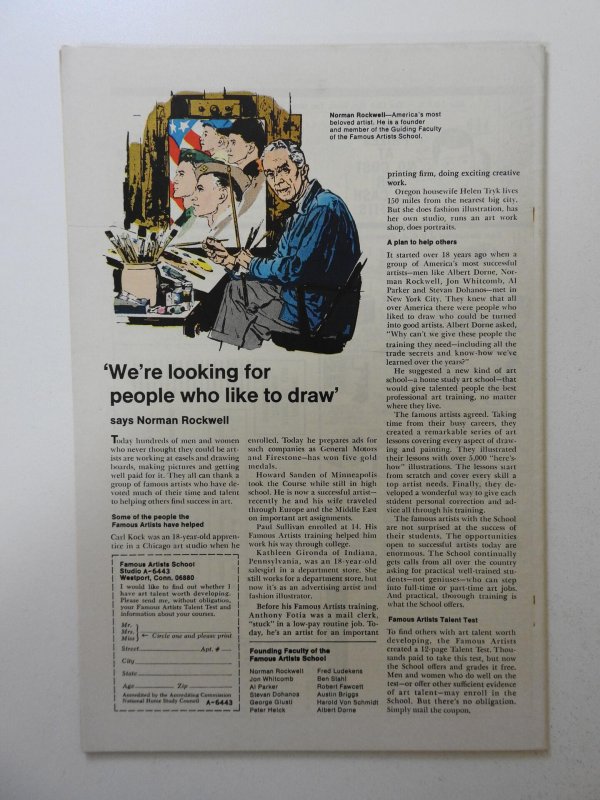 Norman Rockwell—America's most
beloved artist. He is a founder
and member of the Guiding Faculty
of the Famous Artists School.
'We're looking for
people who like to draw'
says Norman Rockwell
Today hundreds of men and women
who never thought they could be art-
ists are working at easels and drawing
boards, making pictures and getting
well paid for it. They all can thank a
group of famous artists who have de-
voted much of their time and talent
to helping others find success in art.
Some of the people the
Famous Artists have helped
Carl Kock was an 18-year-old appren-
tice in a Chicago art studio when he
Famous Artists School
Studio A-6443
Westport, Conn. 06880
I would like to find out whether I
have art talent worth developing.
Please send me, without obligation,
your Famous Artists Talent Test and
information about your courses.
Mr.
Mrs.
Miss
← Circle one and please print
Street Apt. #
City
State
Age Zip
Accredited by the Accrediting Commission
National Home Study Council A-6443
enrolled. Today he prepares ads for
such companies as General Motors
and Firestone—has won five gold
medals.
Howard Sanden of Minneapolis
took the Course while still in high
school. He is now a successful artist—
recently he and his wife traveled
through Europe and the Middle East
on important art assignments.
Paul Sullivan enrolled at 14. His
Famous Artists training helped him
work his way through college.
Kathleen Gironda of Indiana,
Pennsylvania, was an 18-year-old
salesgirl in a department store. She
still works for a department store, but
now it's as an advertising artist and
fashion illustrator.
Before his Famous Artists training,
Anthony Fotia was a mail clerk,
"stuck" in a low-pay routine job. To-
day, he's an artist for an important
Founding Faculty of the
Famous Artists School
Norman Rockwell
Jon Whitcomb
Al Parker
Stevan Dohanos
George Giusti
Peter Helck
Fred Ludekens
Ben Stahl
Robert Fawcett
Austin Briggs
Harold Von Schmidt
Albert Dorne
printing firm, doing exciting creative
work.
Oregon housewife Helen Tryk lives
150 miles from the nearest big city.
But she does fashion illustration, has
her own studio, runs an art work
shop, does portraits.
A plan to help others
It started over 18 years ago when a
group of America's most successful
artists—men like Albert Dorne, Nor-
man Rockwell, Jon Whitcomb, Al
Parker and Stevan Dohanos—met in
New York City. They knew that all
over America there were people who
liked to draw who could be turned
into good artists. Albert Dorne asked,
"Why can't we give these people the
training they need—including all the
trade secrets and know-how we've
learned over the years?"
He suggested a new kind of art
school—a home study art school—that
would give talented people the best
professional art training, no matter
where they live.
The famous artists agreed. Taking
time from their busy careers, they
created a remarkable series of art
lessons covering every aspect of draw-
ing and painting. They illustrated
their lessons with over 5,000 "here's-
how" illustrations. The lessons start
from scratch and cover every skill a
top artist needs. Finally, they de-
veloped a wonderful way to give each
student personal correction and ad-
vice all through his training.
The famous artists with the School
are not surprised at the success of
their students. The opportunities
open to successful artists today are
enormous. The School continually
gets calls from all over the country
asking for practical well-trained stu-
dents—not geniuses—who can step
into full-time or part-time art jobs.
And practical, thorough training is
what the School offers.
Famous Artists Talent Test
To find others with art talent worth
developing, the Famous Artists
created a 12-page Talent Test. Thou-
sands paid to take this test, but now
the School offers and grades it free.
Men and women who do well on the
test—or offer other sufficient evidence
of art talent—may enroll in the
School. But there's no obligation.
Simply mail the coupon.